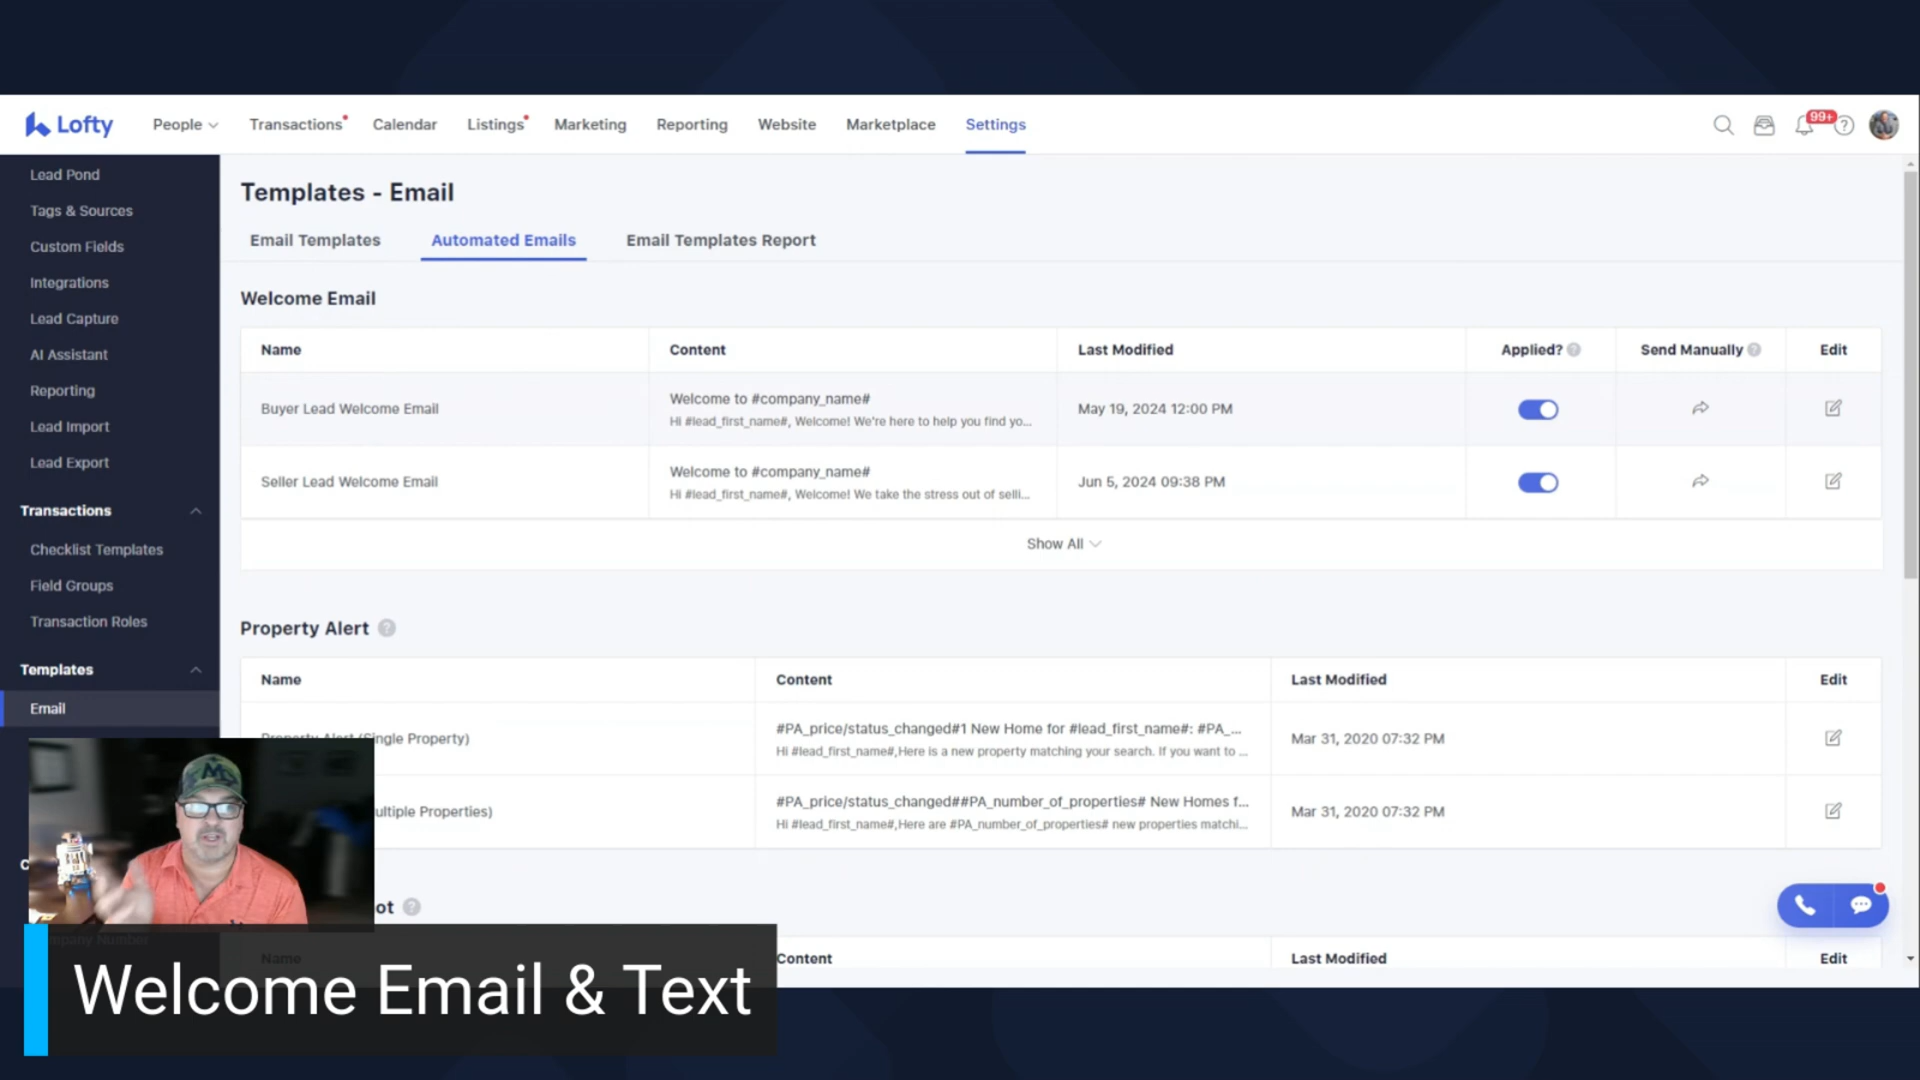 Lofty
People
Transactions
Calendar
Listings
Marketing
Reporting
Website
Marketplace
Settings
99+
Lead Pond
Tags & Sources
Custom Fields
Integrations
Lead Capture
AI Assistant
Reporting
Lead Import
Lead Export
Transactions
Checklist Templates
Field Groups
Transaction Roles
Templates
Email
Templates - Email
Email Templates
Automated Emails
Email Templates Report
Welcome Email
Name
Content
Last Modified
Applied?
Send Manually
Edit
Buyer Lead Welcome Email
Welcome to #company_name#
Hi #lead_first_name#, Welcome! We're here to help you find yo...
May 19, 2024 12:00 PM
Seller Lead Welcome Email
Welcome to #company_name#
Hi #lead_first_name#, Welcome! We take the stress out of selli...
Jun 5, 2024 09:38 PM
Show All
Property Alert
Name
Content
Last Modified
Edit
Property Alert (Single Property)
#PA_price/status_changed#1 New Home for #lead_first_name#: #PA_...
Hi #lead_first_name#,Here is a new property matching your search. If you want to ...
Mar 31, 2020 07:32 PM
ultiple Properties)
#PA_price/status_changed##PA_number_of_properties# New Homes f...
Hi #lead_first_name#,Here are #PA_number_of_properties# new properties matchi...
Mar 31, 2020 07:32 PM
ot
Name
Content
Last Modified
Edit
mpany Number
Welcome Email & Text